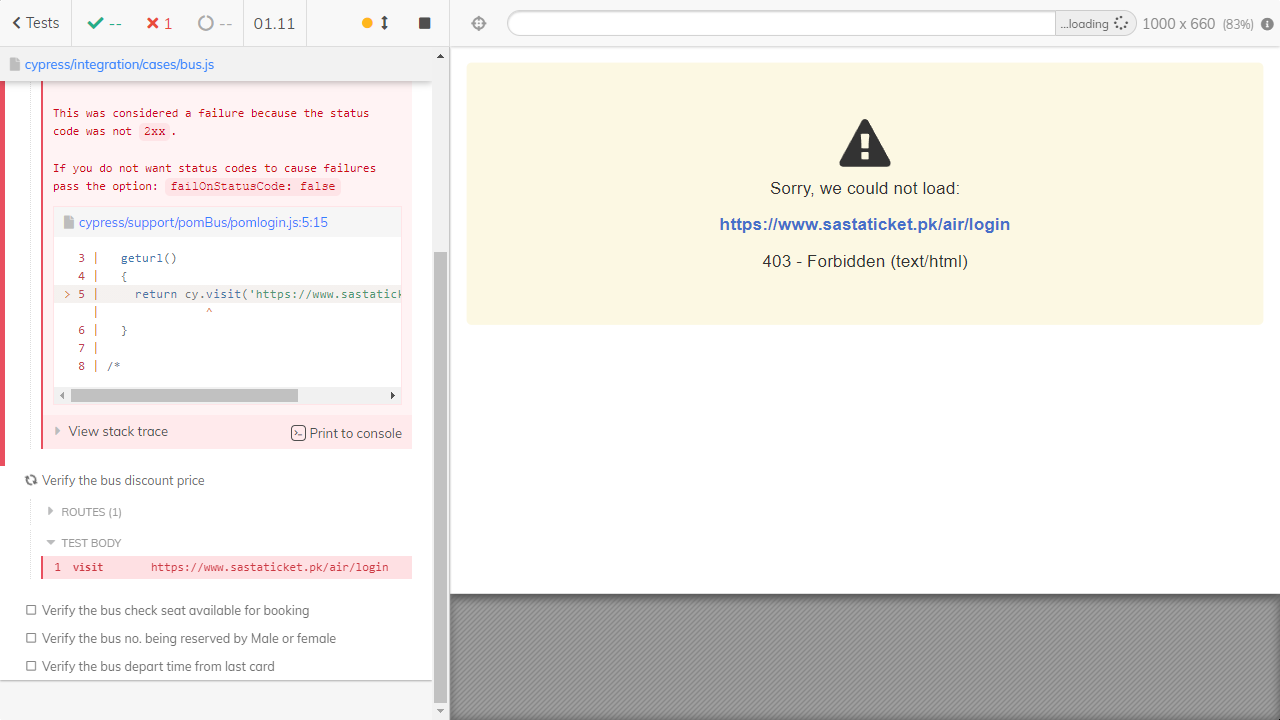 Tests
--
1
--
01.11
...loading
1000 x 660 (83%)
cypress/integration/cases/bus.js
This was considered a failure because the status
code was not 2xx.
If you do not want status codes to cause failures
pass the option: failOnStatusCode: false
cypress/support/pomBus/pomlogin.js:5:15
3 | geturl()
4 | {
> 5 | return cy.visit('https://www.sastatick
| ^
6 | }
7 |
8 | /*
View stack trace
Print to console
Verify the bus discount price
ROUTES (1)
TEST BODY
1 visit https://www.sastaticket.pk/air/login
Verify the bus check seat available for booking
Verify the bus no. being reserved by Male or female
Verify the bus depart time from last card
Sorry, we could not load:
https://www.sastaticket.pk/air/login
403 - Forbidden (text/html)